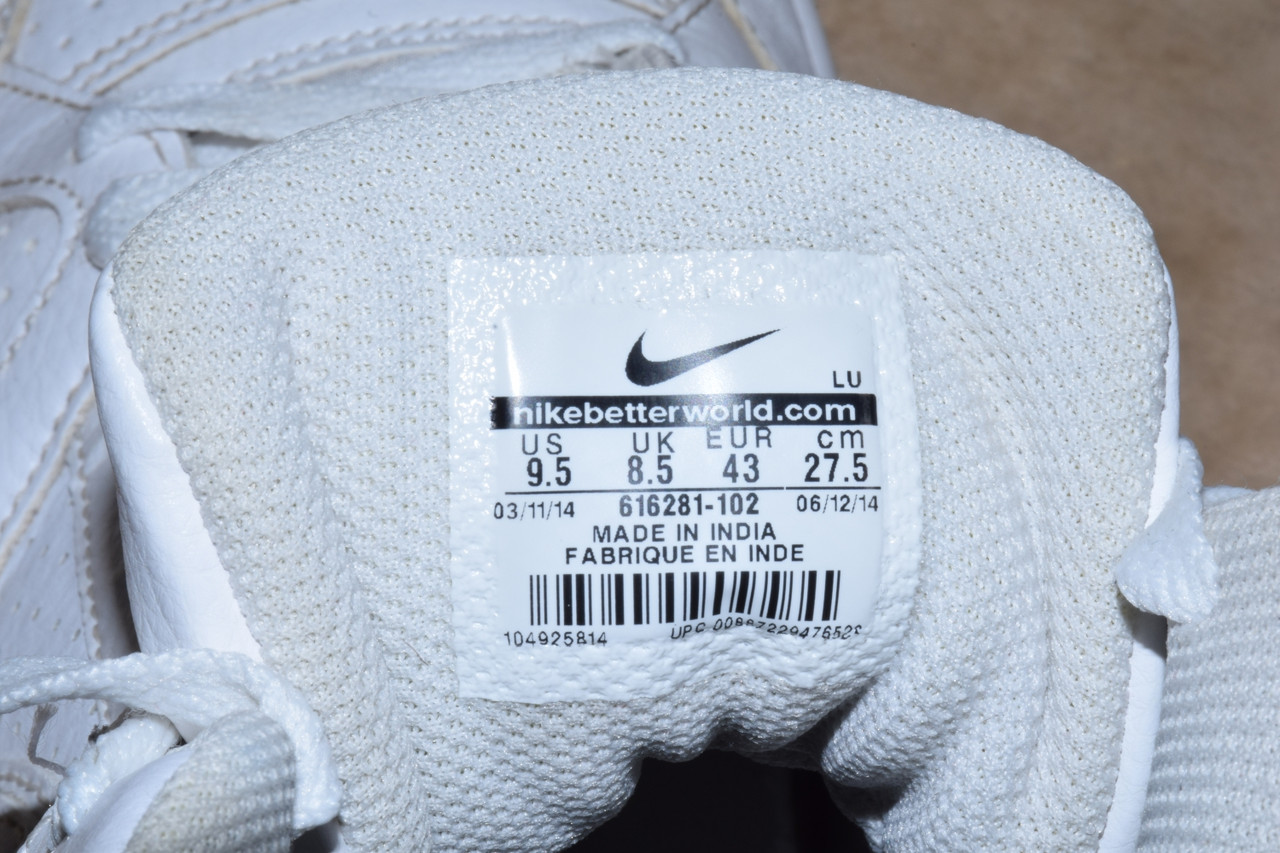 LU
nikebetterworld.com
US UK EUR cm
9.5 8.5 43 27.5
03/11/14 616281-102 06/12/14
MADE IN INDIA
FABRIQUE EN INDE
104925814 UPC